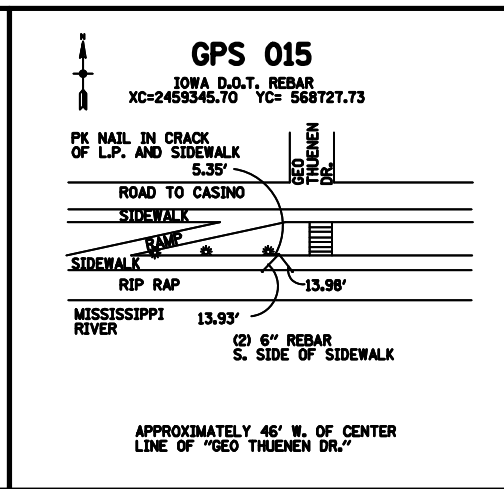 N
GPS 015
IOWA D.O.T. REBAR
XC=2459345.70 YC= 568727.73
PK NAIL IN CRACK
OF L.P. AND SIDEWALK
5.35'
GEO
THUENEN
DR.
ROAD TO CASINO
SIDEWALK
RAMP
SIDEWALK
RIP RAP
13.98'
MISSISSIPPI
RIVER
13.93'
(2) 6" REBAR
S. SIDE OF SIDEWALK
APPROXIMATELY 46' W. OF CENTER
LINE OF "GEO THUENEN DR."